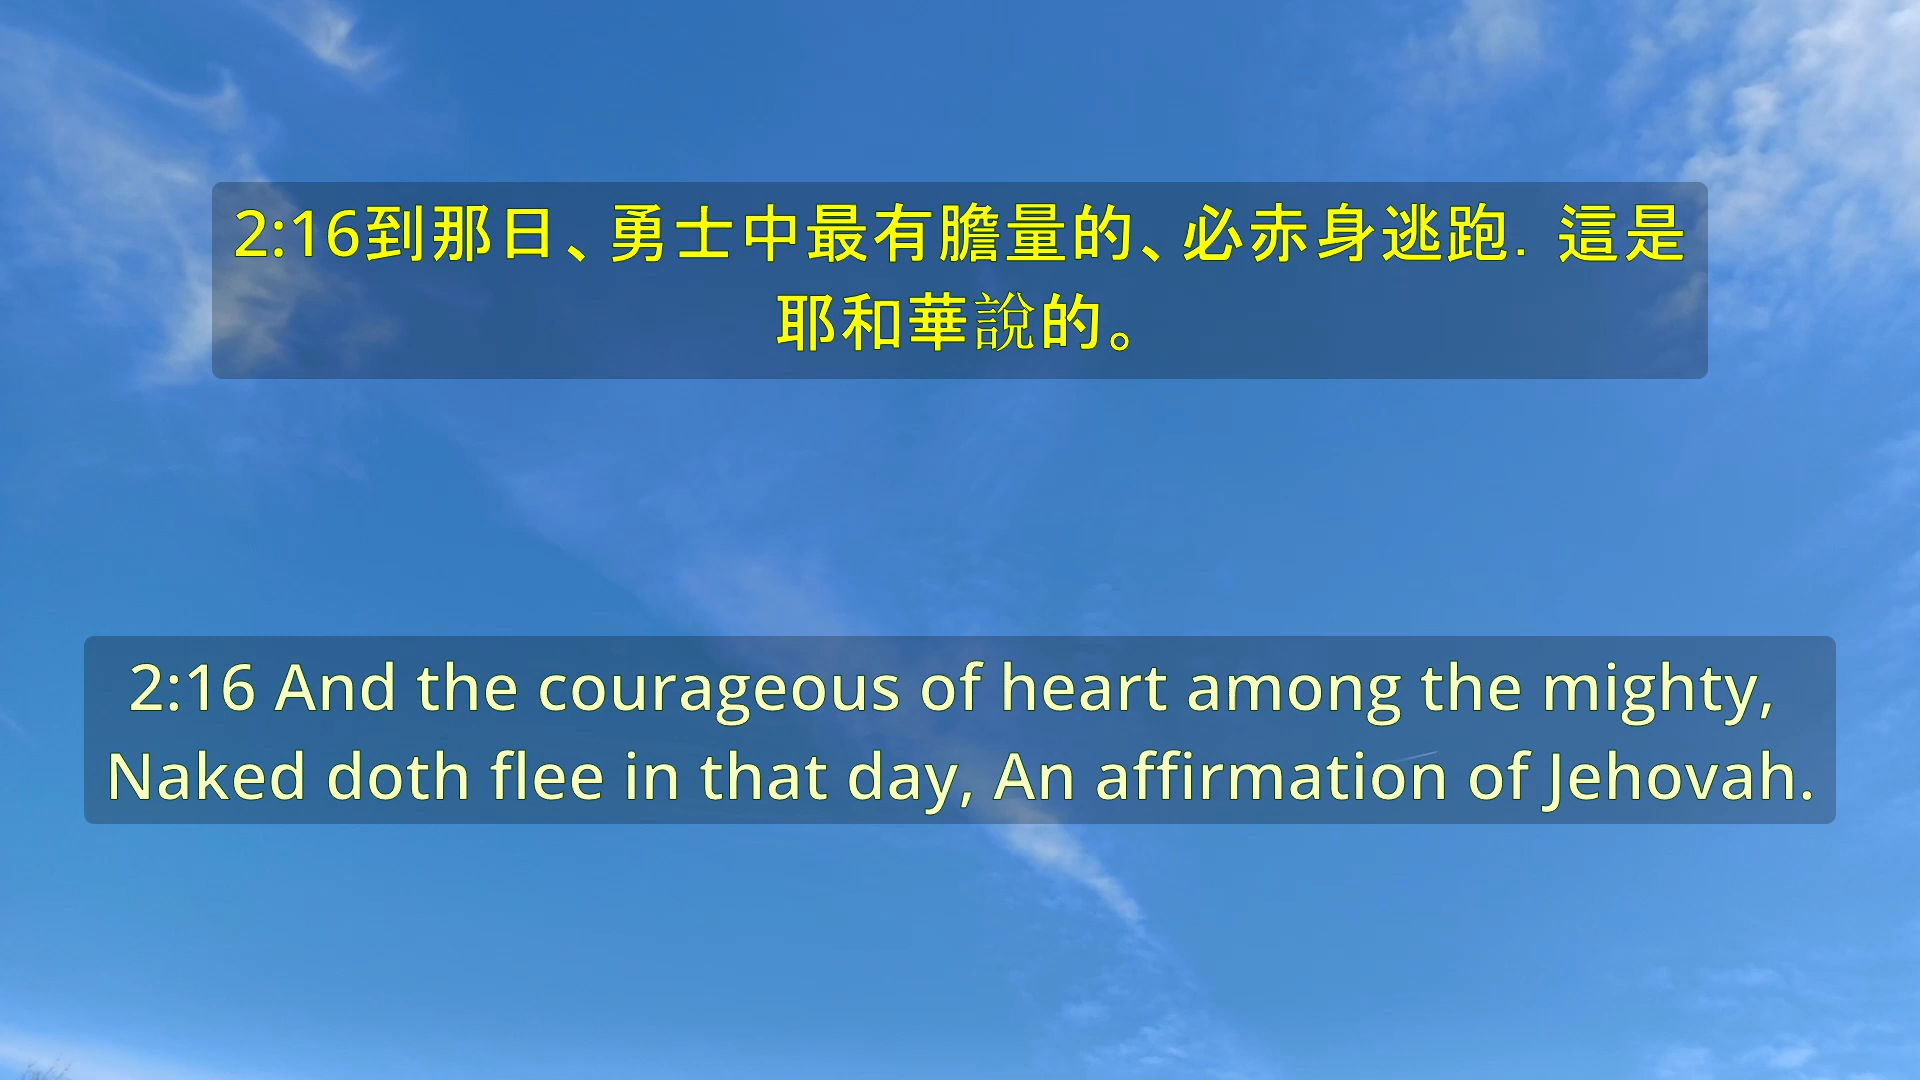 2:16到那日、勇士中最有膽量的、必赤身逃跑．這是
耶和華說的。
2:16 And the courageous of heart among the mighty,
Naked doth flee in that day, An affirmation of Jehovah.